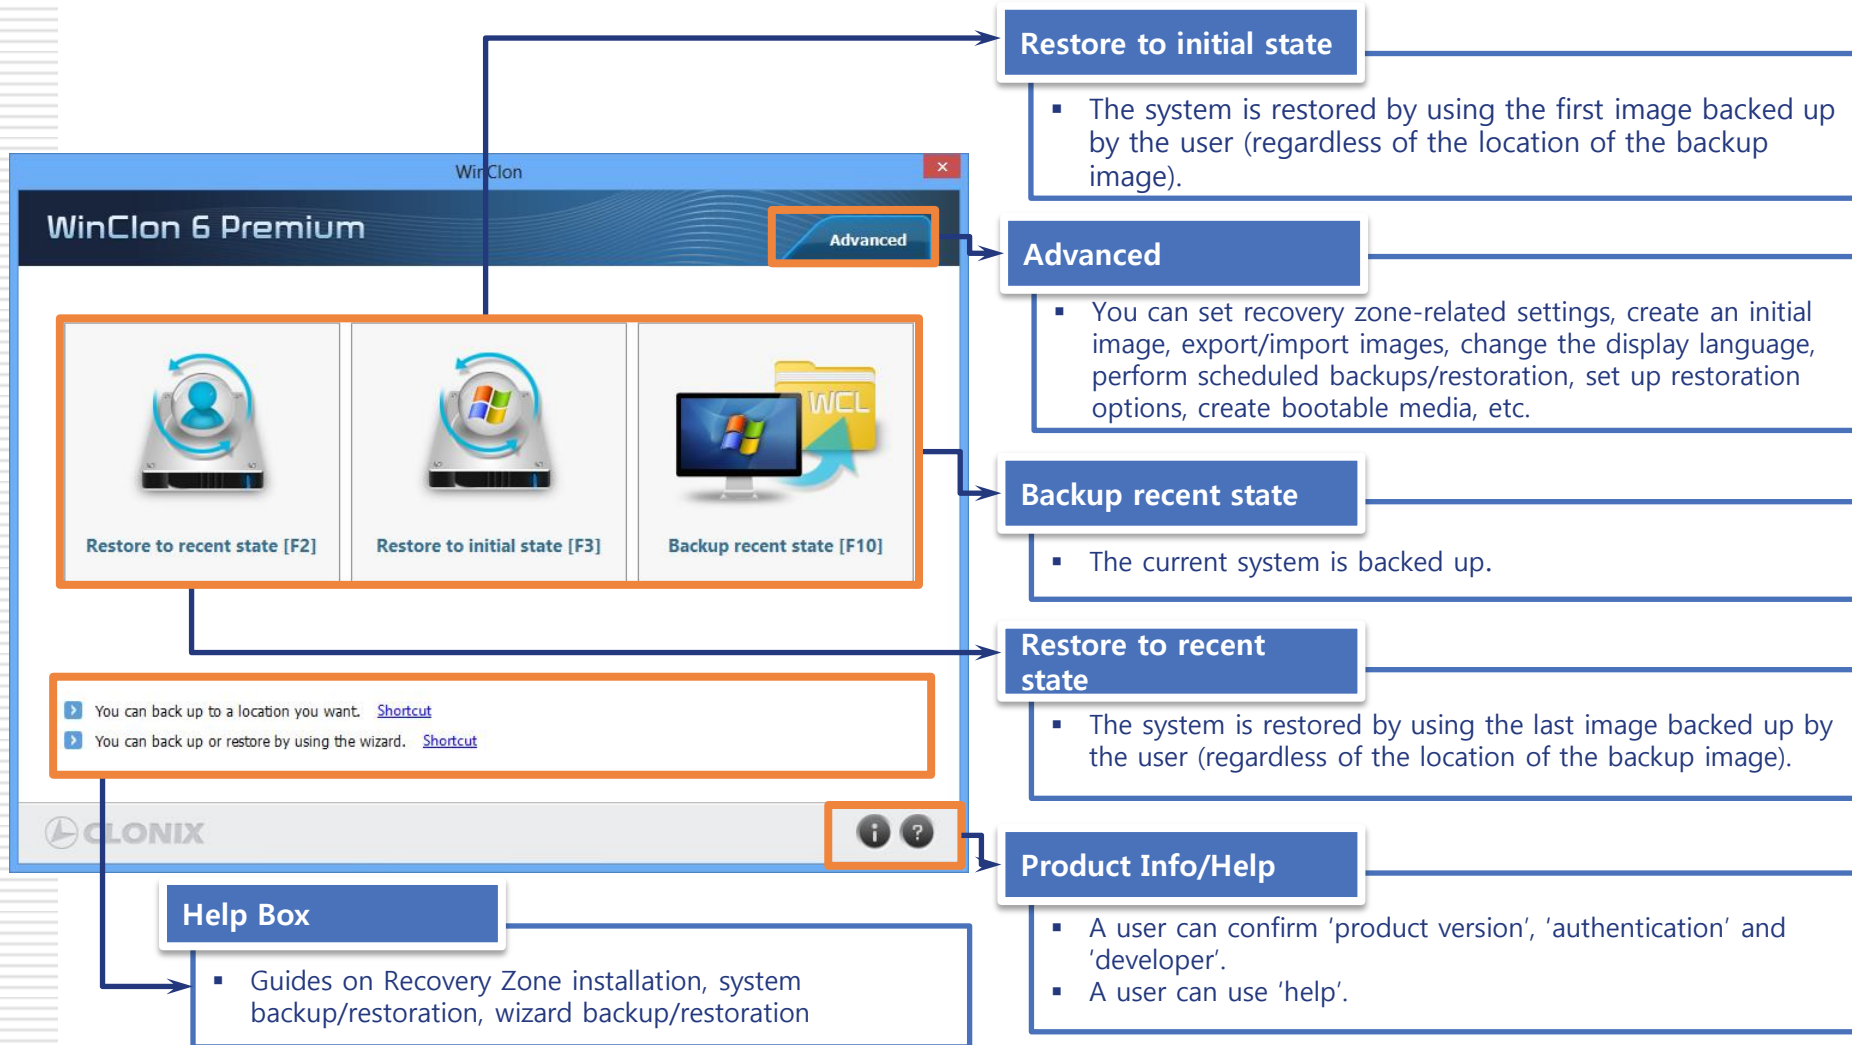 Restore to initial state
▪ The system is restored by using the first image backed up
by the user (regardless of the location of the backup
image).
WinClon
×
WinClon 6 Premium
Advanced
Advanced
▪ You can set recovery zone-related settings, create an initial
image, export/import images, change the display language,
perform scheduled backups/restoration, set up restoration
options, create bootable media, etc.
WCL
Restore to recent state [F2]
Restore to initial state [F3]
Backup recent state [F10]
Backup recent state
▪ The current system is backed up.
Restore to recent
state
▪ The system is restored by using the last image backed up by
the user (regardless of the location of the backup image).
You can back up to a location you want. Shortcut
You can back up or restore by using the wizard. Shortcut
CLONIX
i ?
Product Info/Help
▪ A user can confirm ‘product version’, ‘authentication’ and
‘developer’.
▪ A user can use ‘help’.
Help Box
▪ Guides on Recovery Zone installation, system
backup/restoration, wizard backup/restoration